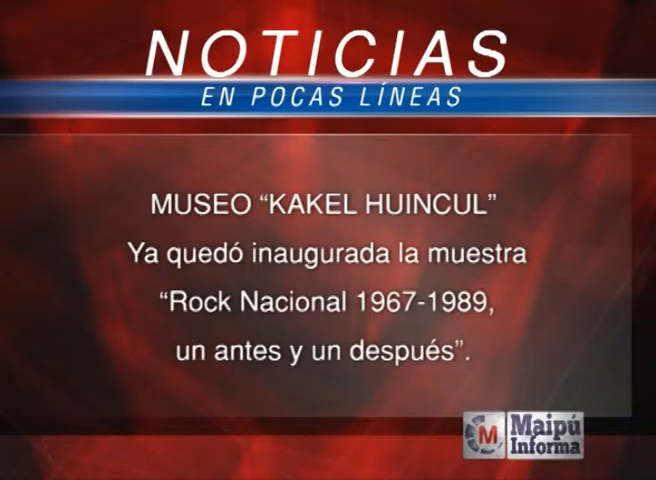 NOTICIAS
EN POCAS LÍNEAS
MUSEO “KAKEL HUINCUL”
Ya quedó inaugurada la muestra
“Rock Nacional 1967-1989,
un antes y un después”.
M
Maipú
Informa